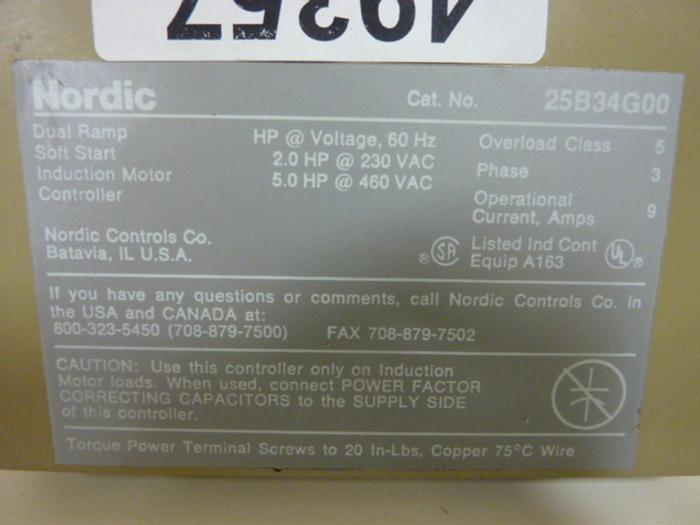 49357
Nordic
Cat. No. 25B34G00
Dual Ramp
Soft Start
Induction Motor
Controller
HP @ Voltage, 60 Hz
2.0 HP @ 230 VAC
5.0 HP @ 460 VAC
Overload Class 5
Phase 3
Operational
Current, Amps 9
Nordic Controls Co.
Batavia, IL U.S.A.
® SA Listed Ind Cont
Equip A163 UL ®
If you have any questions or comments, call Nordic Controls Co. in
the USA and CANADA at:
800-323-5450 (708-879-7500) FAX 708-879-7502
CAUTION: Use this controller only on Induction
Motor loads. When used, connect POWER FACTOR
CORRECTING CAPACITORS to the SUPPLY SIDE
of this controller.
Torque Power Terminal Screws to 20 In-Lbs, Copper 75°C Wire